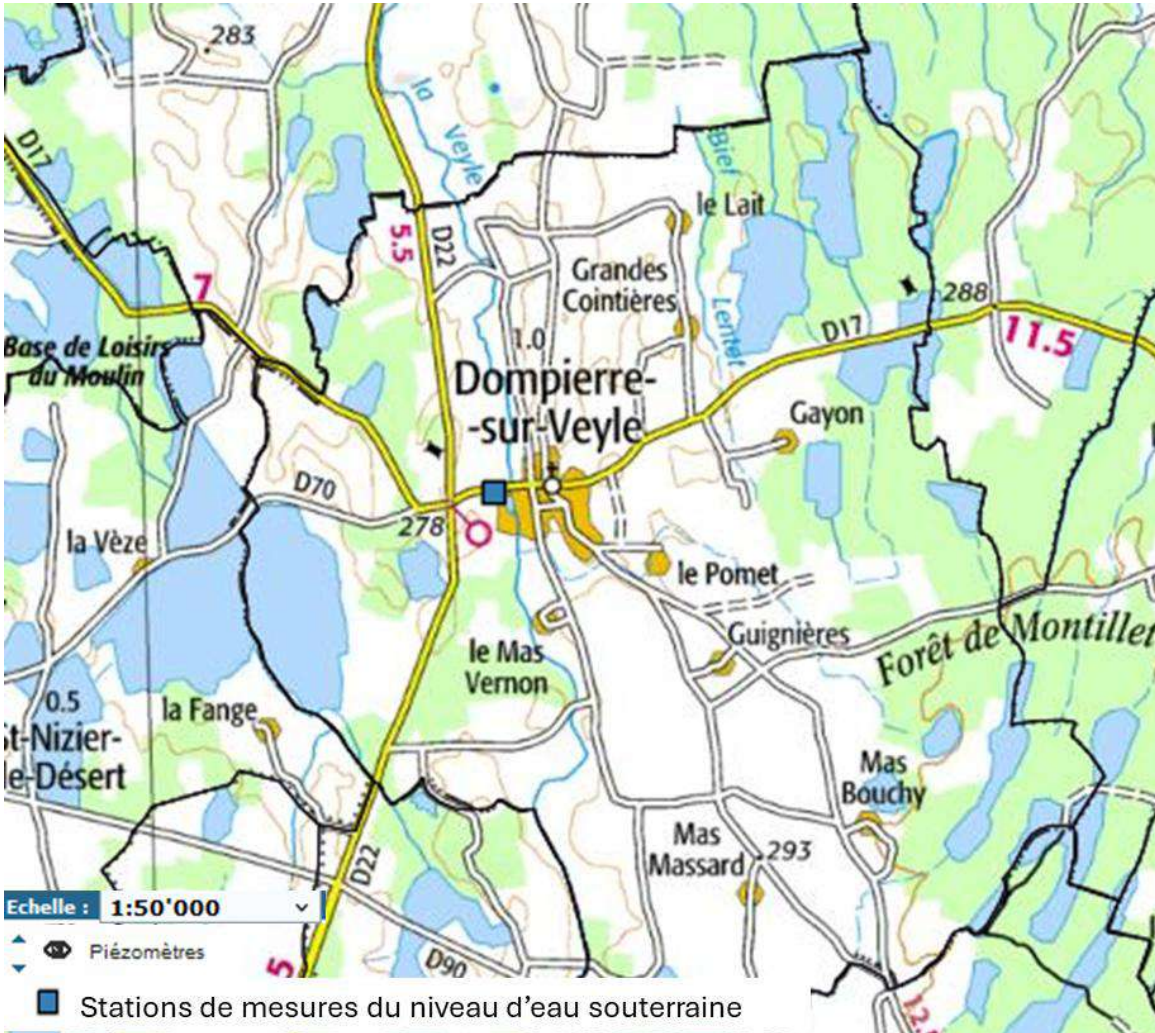 283
la
Veyle
D17
Bief
Lentet
le Lait
5.5
D22
Grandes
Cointières
7
288
11.5
D17
1.0
Base de Loisirs
du Moulin
Dompierre-
-sur-Veyle
Gayon
D70
278
la Vèze
le Pomet
Guignières
Forêt de Montillet
le Mas
Vernon
0.5
la Fange
St-Nizier-
le-Désert
Mas
Bouchy
Mas
Massard
293
D22
Echelle : 1:50'000
Piézomètres
5
D90
12.
Stations de mesures du niveau d’eau souterraine